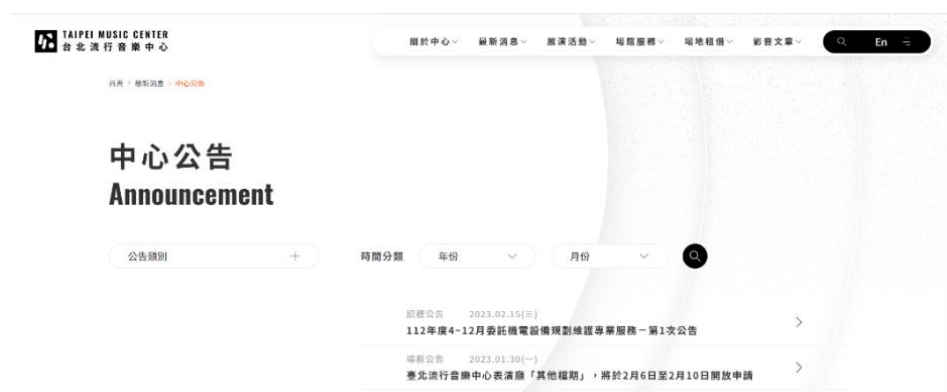 TAIPEI MUSIC CENTER
台北流行音樂中心
關於中心 最新消息 展演活動 場館服務 場地租借 影音文章 En
首頁 > 最新消息 > 中心公告
中心公告
Announcement
公告類別 時間分類 年份 月份
招標公告 2023.02.15(三)
112年度4~12月委託機電設備規劃維護專業服務－第1次公告
場務公告 2023.01.30(一)
臺北流行音樂中心表演廳「其他檔期」，將於2月6日至2月10日開放申請